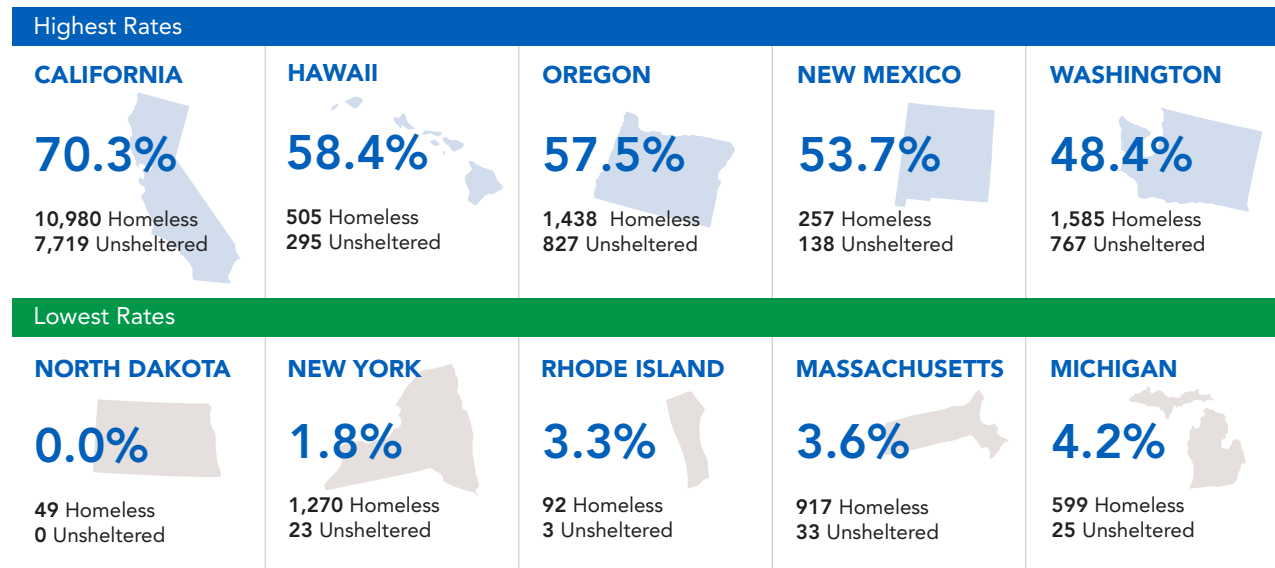 Highest Rates
CALIFORNIA
70.3%
10,980 Homeless
7,719 Unsheltered
HAWAII
58.4%
505 Homeless
295 Unsheltered
OREGON
57.5%
1,438 Homeless
827 Unsheltered
NEW MEXICO
53.7%
257 Homeless
138 Unsheltered
WASHINGTON
48.4%
1,585 Homeless
767 Unsheltered
Lowest Rates
NORTH DAKOTA
0.0%
49 Homeless
0 Unsheltered
NEW YORK
1.8%
1,270 Homeless
23 Unsheltered
RHODE ISLAND
3.3%
92 Homeless
3 Unsheltered
MASSACHUSETTS
3.6%
917 Homeless
33 Unsheltered
MICHIGAN
4.2%
599 Homeless
25 Unsheltered